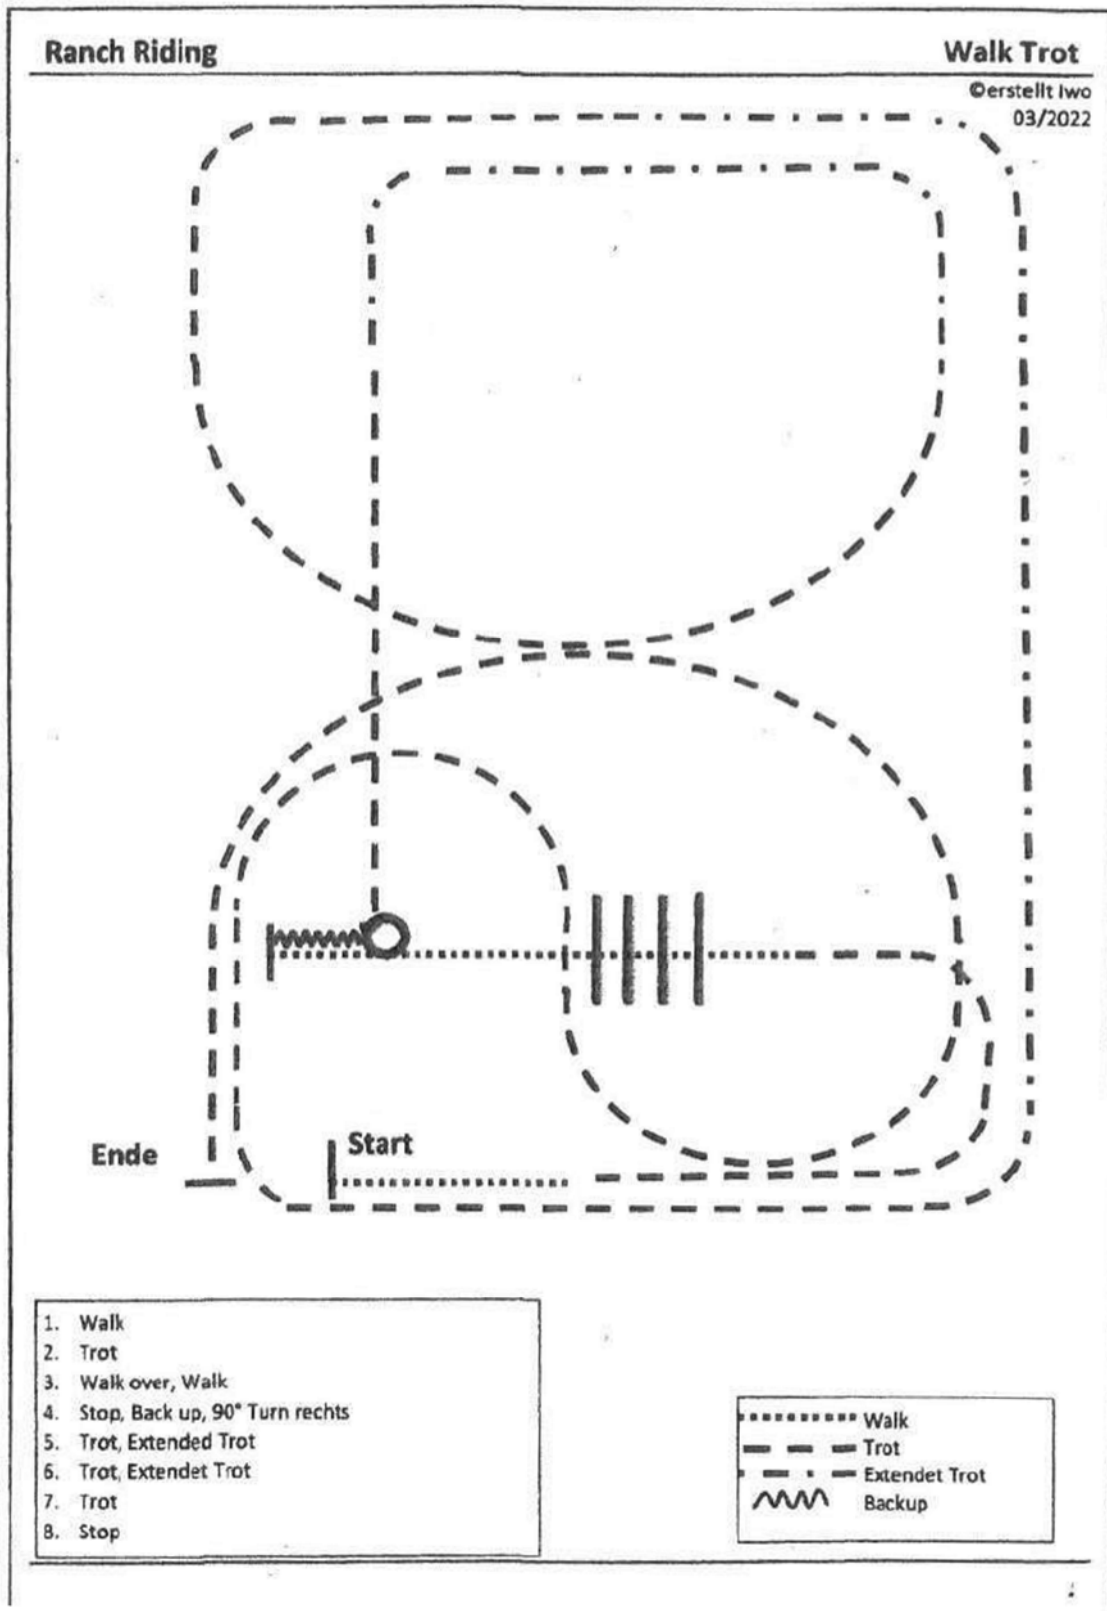 Ranch Riding
Walk Trot
©erstellt Iwo
03/2022
Ende
Start
1. Walk
2. Trot
3. Walk over, Walk
4. Stop, Back up, 90° Turn rechts
5. Trot, Extended Trot
6. Trot, Extendet Trot
7. Trot
8. Stop
Walk
Trot
Extendet Trot
Backup